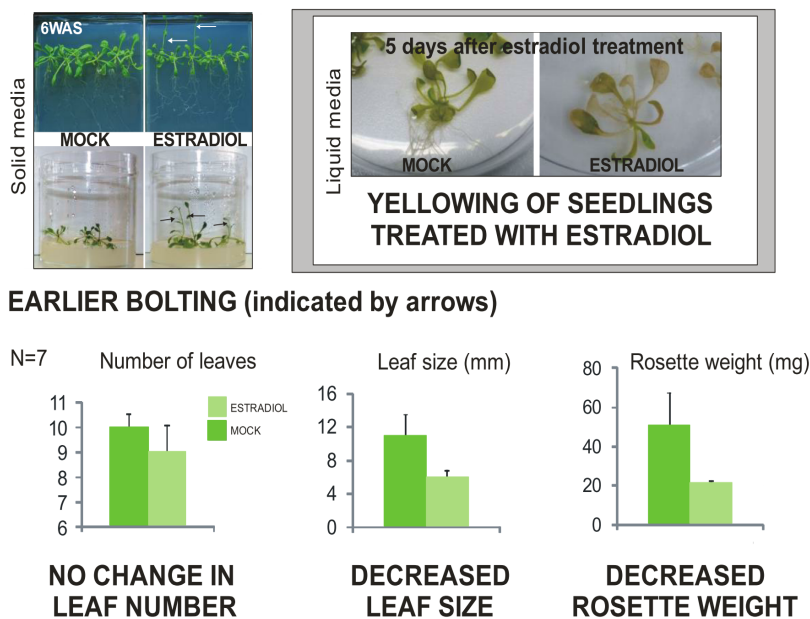 6WAS
Solid media
MOCK
ESTRADIOL
Liquid media
5 days after estradiol treatment
MOCK
ESTRADIOL
YELLOWING OF SEEDLINGS
TREATED WITH ESTRADIOL
EARLIER BOLTING (indicated by arrows)
N=7
Number of leaves
11
10
9
8
7
6
ESTRADIOL
MOCK
Leaf size (mm)
16
12
8
4
0
Rosette weight (mg)
80
60
40
20
0
NO CHANGE IN
LEAF NUMBER
DECREASED
LEAF SIZE
DECREASED
ROSETTE WEIGHT